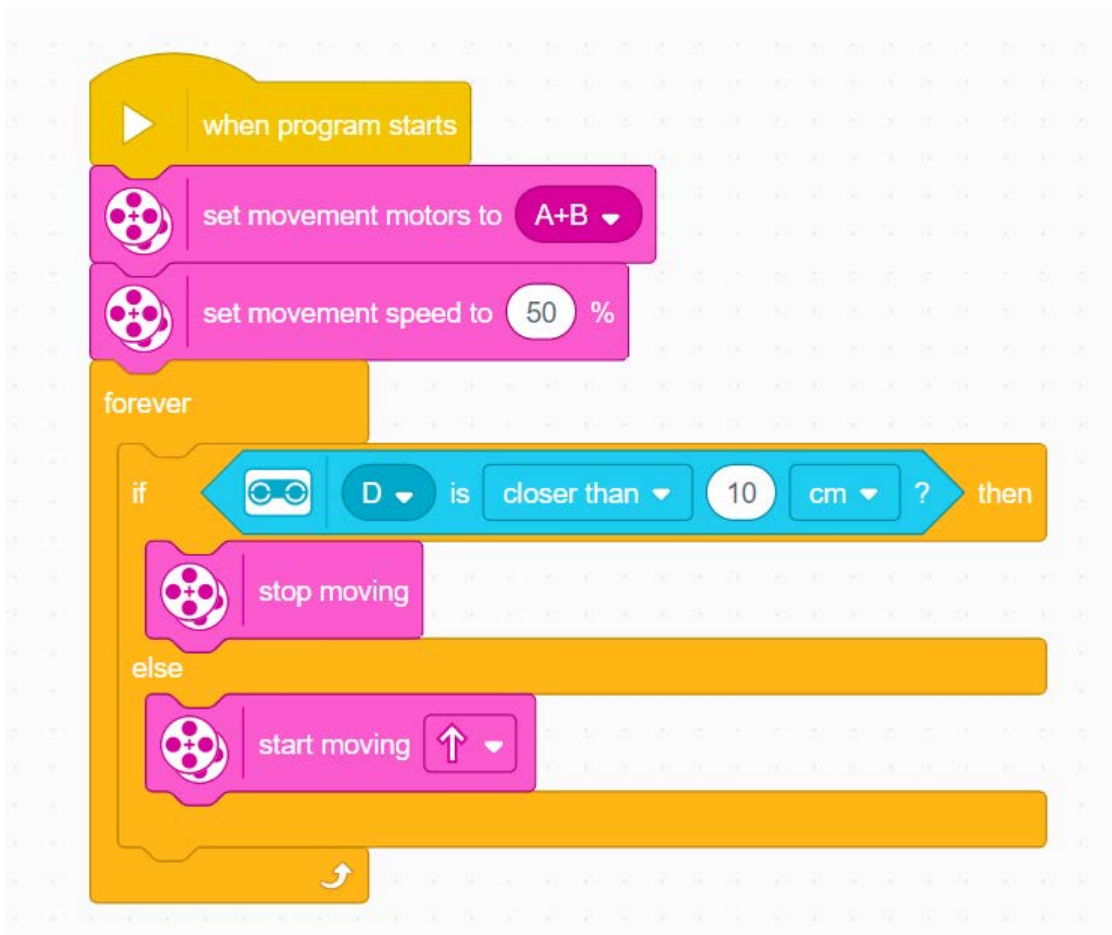 when program starts
set movement motors to A+B
set movement speed to 50 %
forever
if D is closer than 10 cm ? then
stop moving
else
start moving